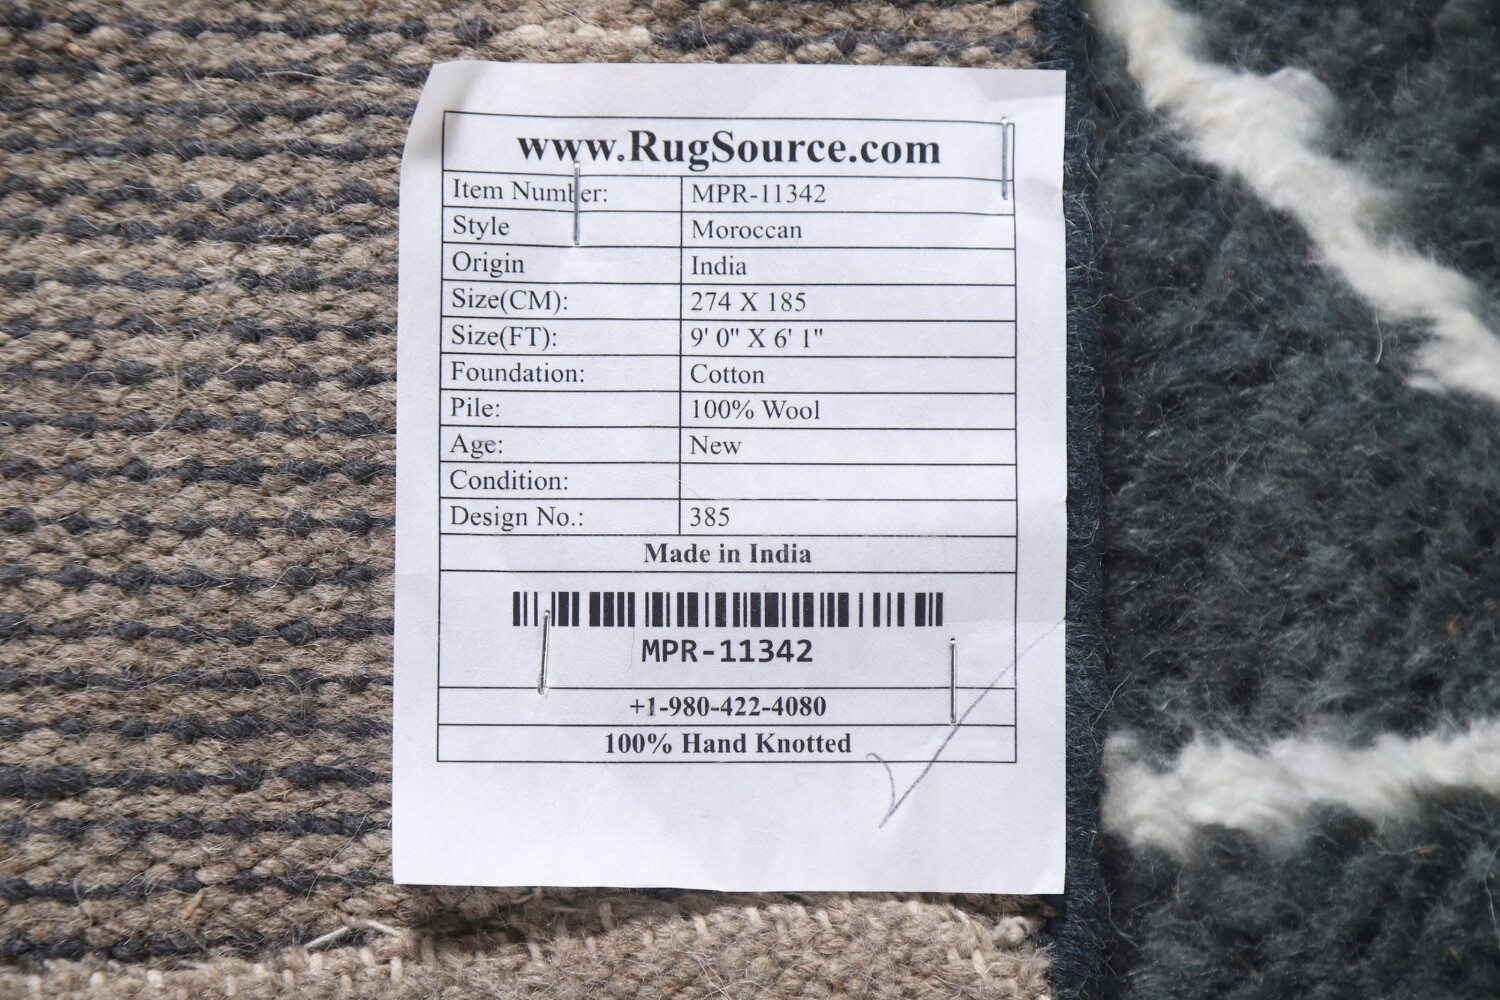 www.RugSource.com
Item Number: MPR-11342
Style Moroccan
Origin India
Size(CM): 274 X 185
Size(FT): 9' 0" X 6' 1"
Foundation: Cotton
Pile: 100% Wool
Age: New
Condition:
Design No.: 385
Made in India
MPR-11342
+1-980-422-4080
100% Hand Knotted